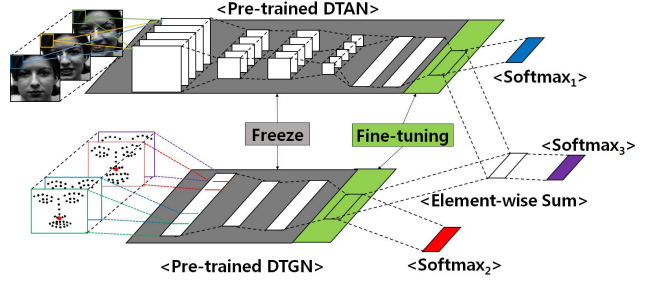 <Pre-trained DTAN>
<Softmax1>
Freeze
Fine-tuning
<Softmax3>
<Element-wise Sum>
<Pre-trained DTGN>
<Softmax2>